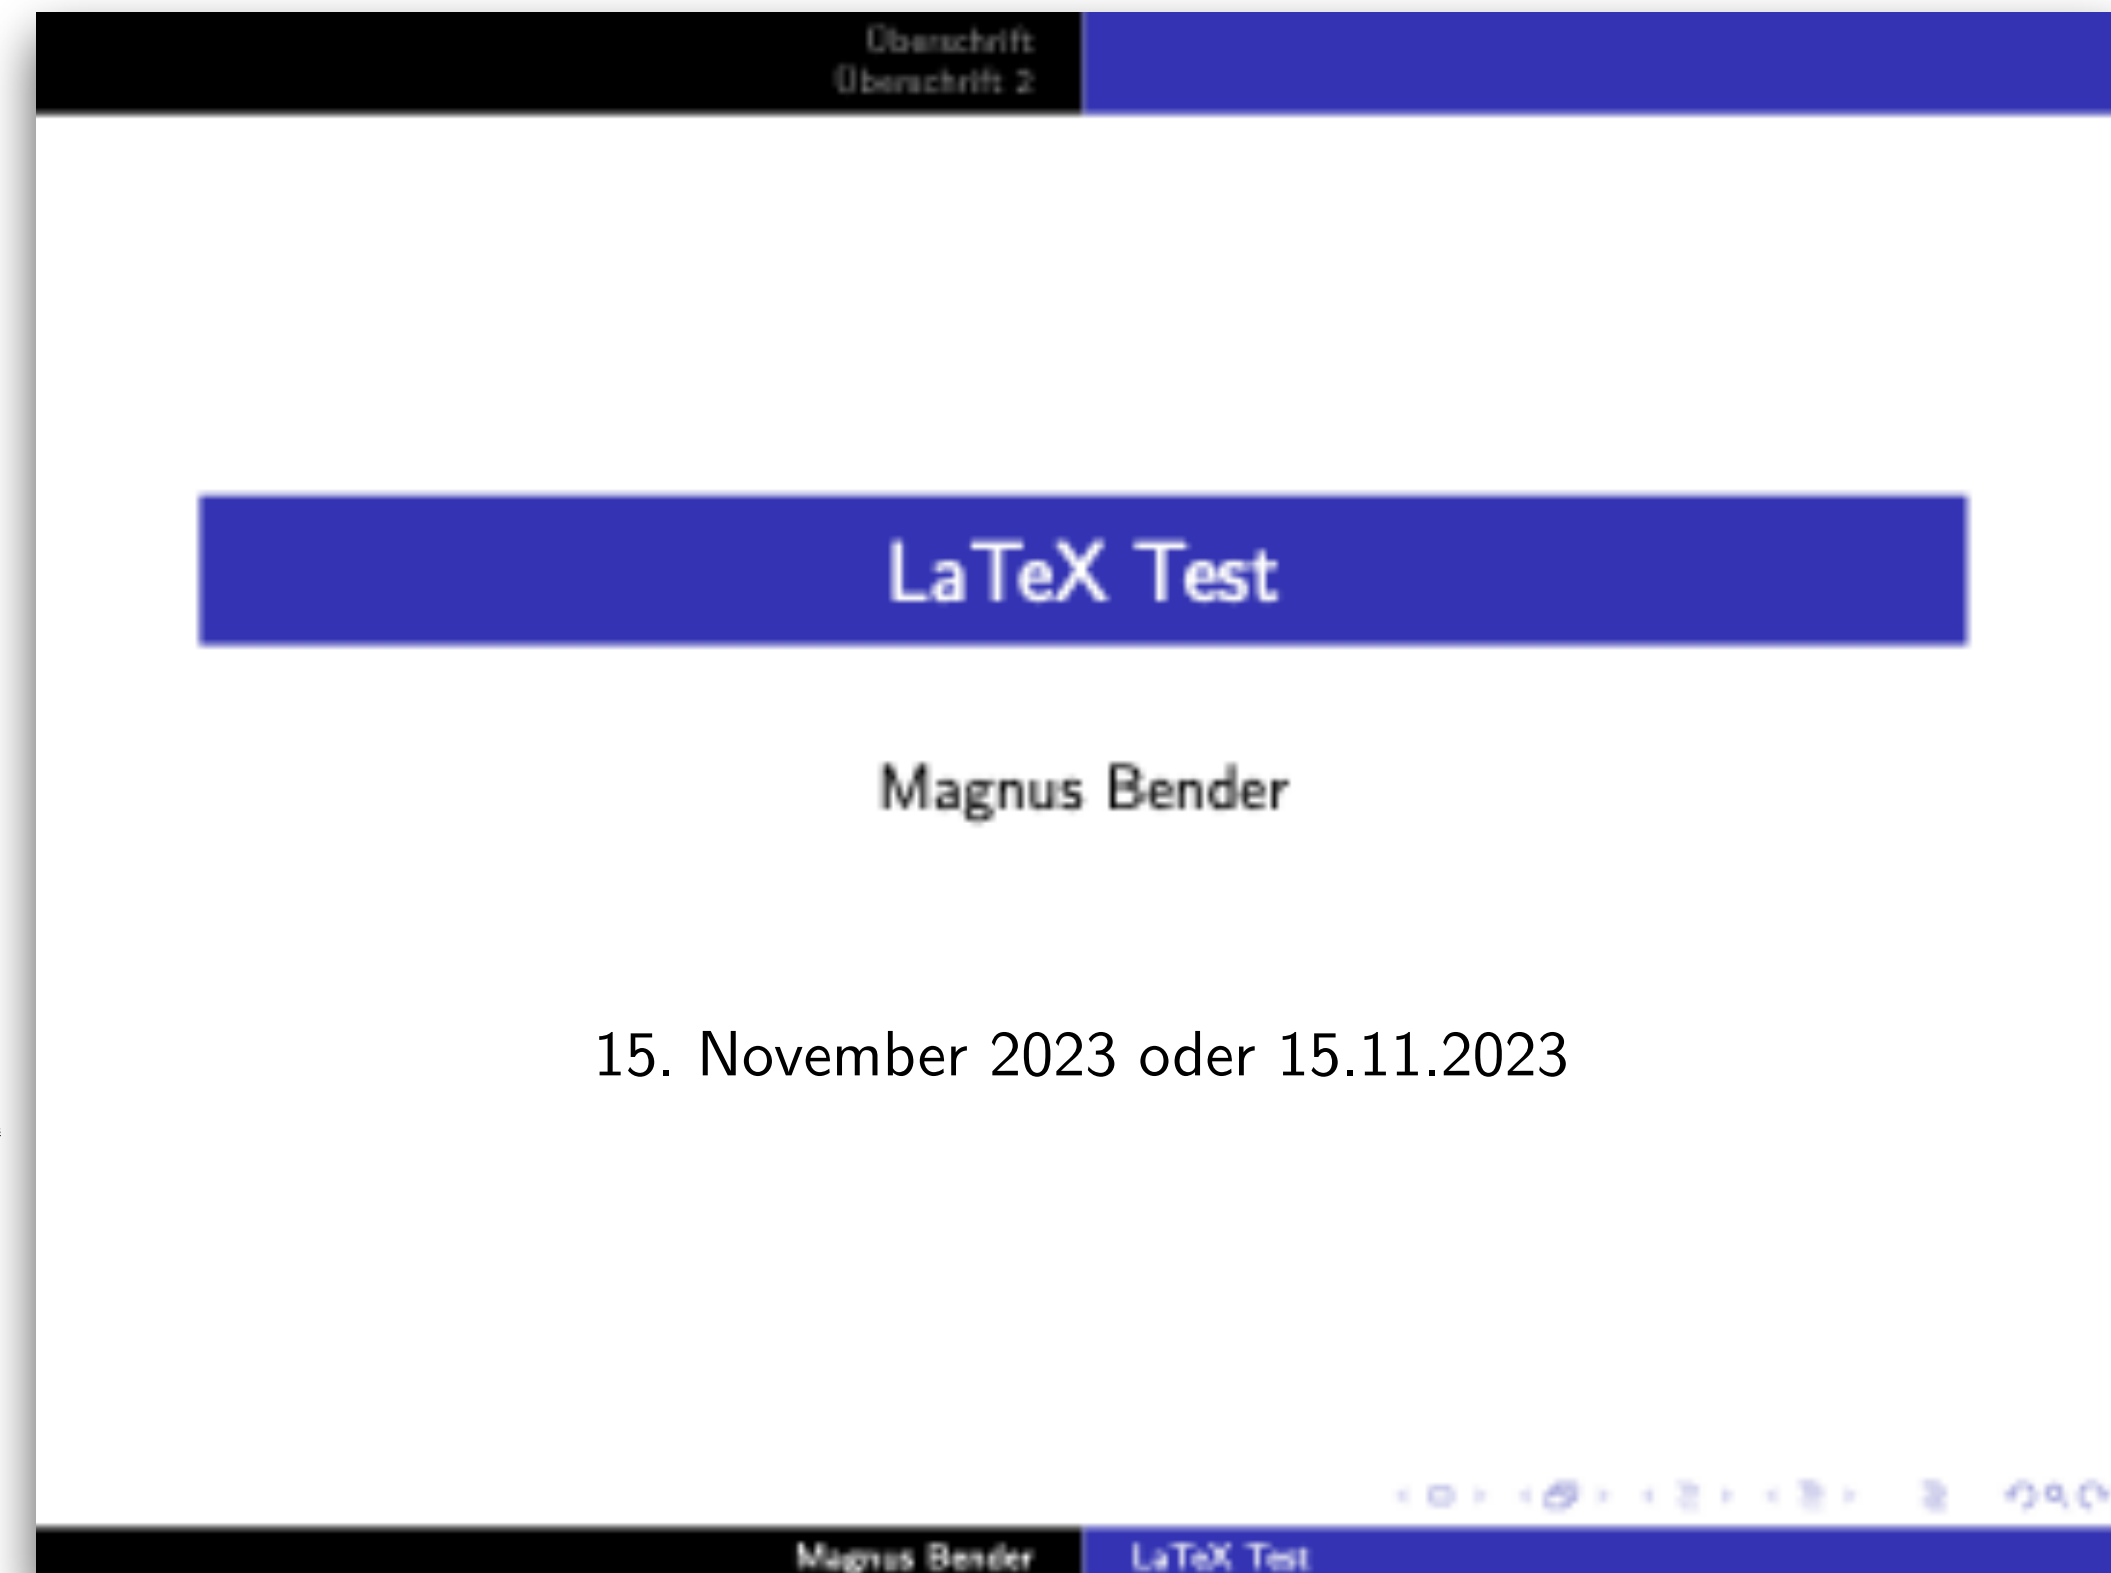 Überschrift
Überschrift 2
LaTeX Test
Magnus Bender
15. November 2023 oder 15.11.2023
Magnus Bender
LaTeX Test